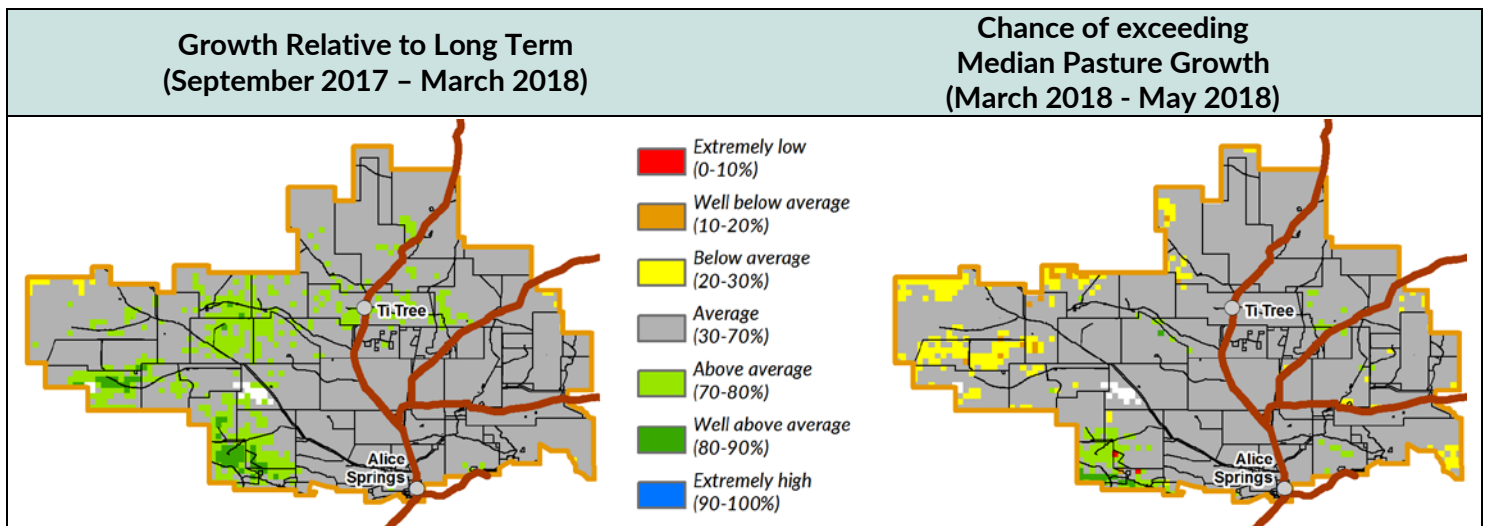 Growth Relative to Long Term
(September 2017 – March 2018)
Chance of exceeding
Median Pasture Growth
(March 2018 - May 2018)
Ti-Tree
Alice
Springs
Extremely low
(0-10%)
Well below average
(10-20%)
Below average
(20-30%)
Average
(30-70%)
Above average
(70-80%)
Well above average
(80-90%)
Extremely high
(90-100%)
Ti-Tree
Alice
Springs